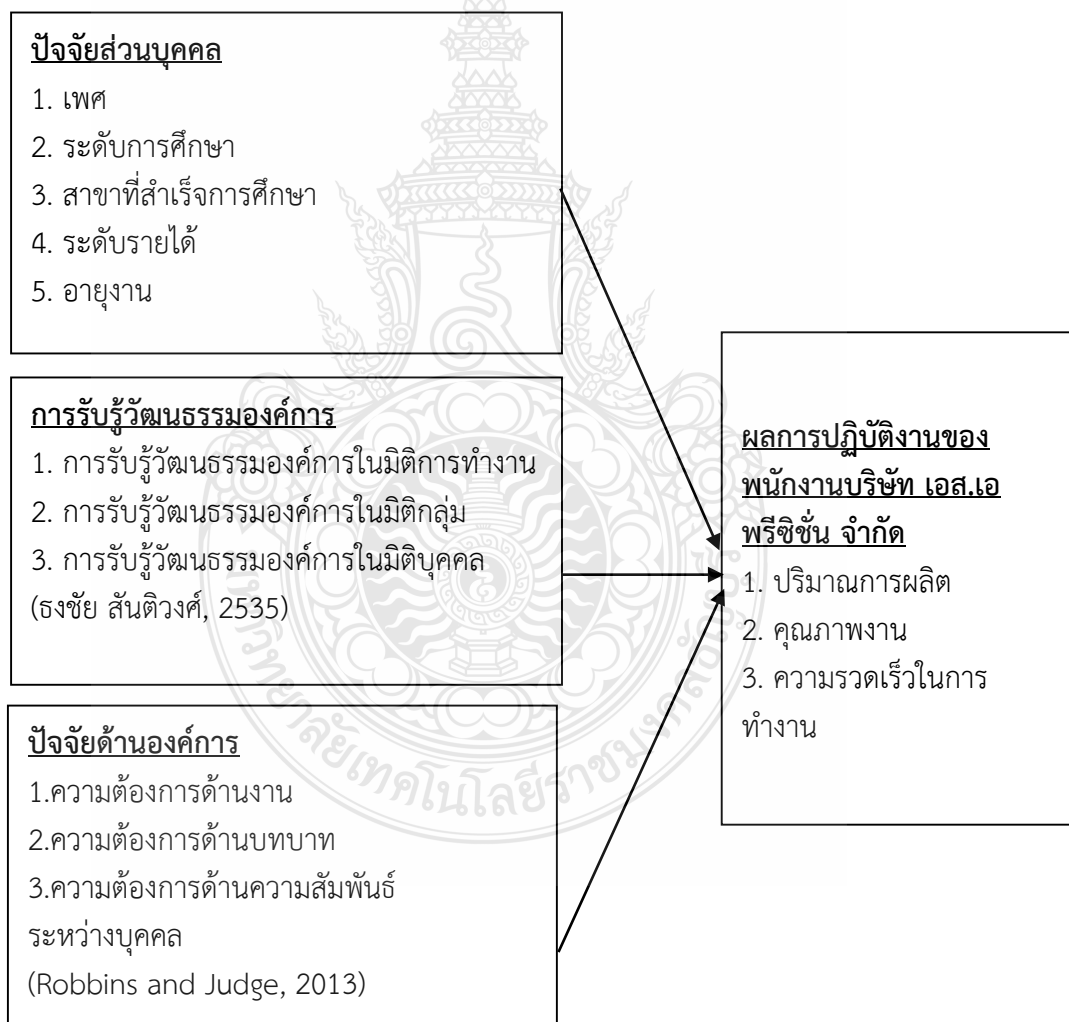 ปัจจัยส่วนบุคคล
1. เพศ
2. ระดับการศึกษา
3. สาขาที่สำเร็จการศึกษา
4. ระดับรายได้
5. อายุงาน
การรับรู้วัฒนธรรมองค์การ
1. การรับรู้วัฒนธรรมองค์การในมิติการทำงาน
2. การรับรู้วัฒนธรรมองค์การในมิติกลุ่ม
3. การรับรู้วัฒนธรรมองค์การในมิติบุคคล
(ธงชัย สันติวงศ์, 2535)
ปัจจัยด้านองค์การ
1.ความต้องการด้านงาน
2.ความต้องการด้านบทบาท
3.ความต้องการด้านความสัมพันธ์
ระหว่างบุคคล
(Robbins and Judge, 2013)
ผลการปฏิบัติงานของ
พนักงานบริษัท เอส.เอ
พรีซิชั่น จำกัด
1. ปริมาณการผลิต
2. คุณภาพงาน
3. ความรวดเร็วในการ
ทำงาน